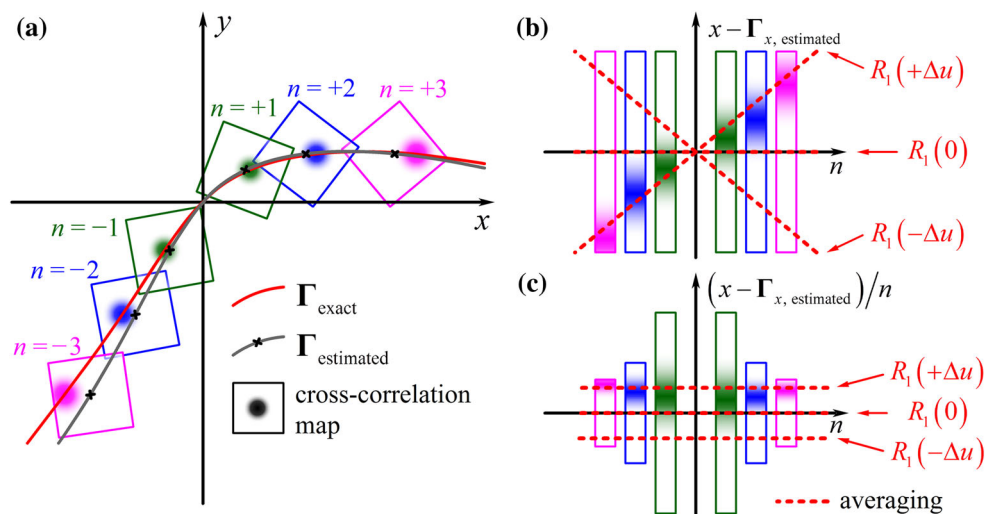 (a)
y
n = +1
n = +2
n = +3
x
n = −1
n = −2
n = −3
Γexact
Γestimated
cross-correlation
map
(b)
x − Γx, estimated
R1(+Δu)
R1(0)
n
R1(−Δu)
(c)
(x − Γx, estimated)/n
R1(+Δu)
R1(0)
n
R1(−Δu)
averaging